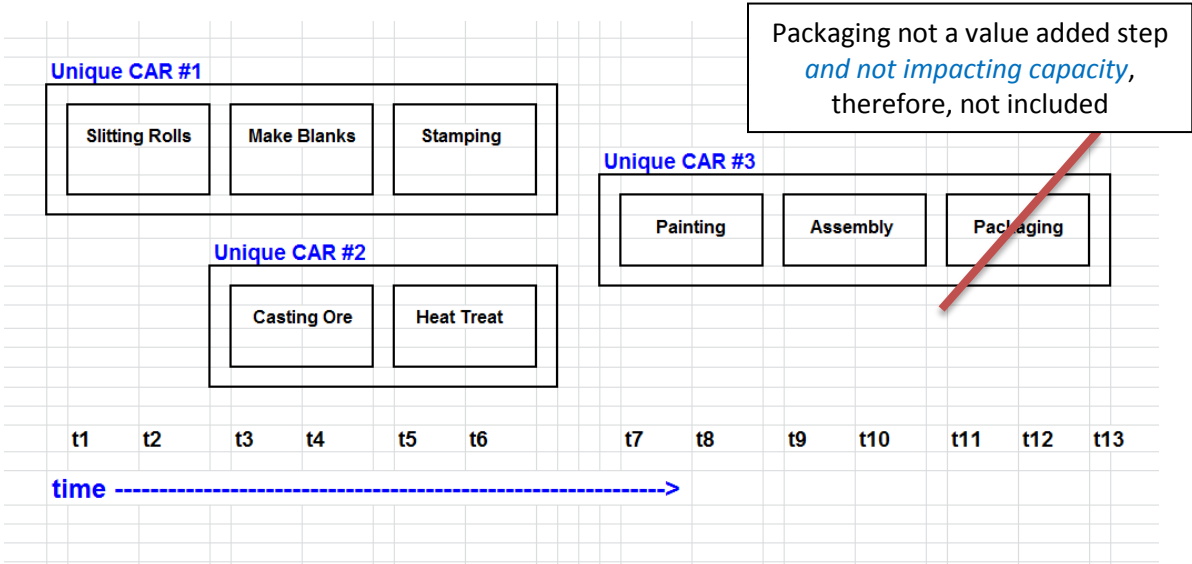 Packaging not a value added step
and not impacting capacity,
therefore, not included
Unique CAR #1
Slitting Rolls
Make Blanks
Stamping
Unique CAR #3
Painting
Assembly
Packaging
Unique CAR #2
Casting Ore
Heat Treat
t1 t2 t3 t4 t5 t6 t7 t8 t9 t10 t11 t12 t13
time -------------------------------------------------------------->